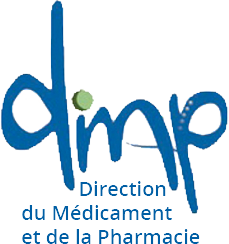 dmp
Direction
du Médicament
et de la Pharmacie